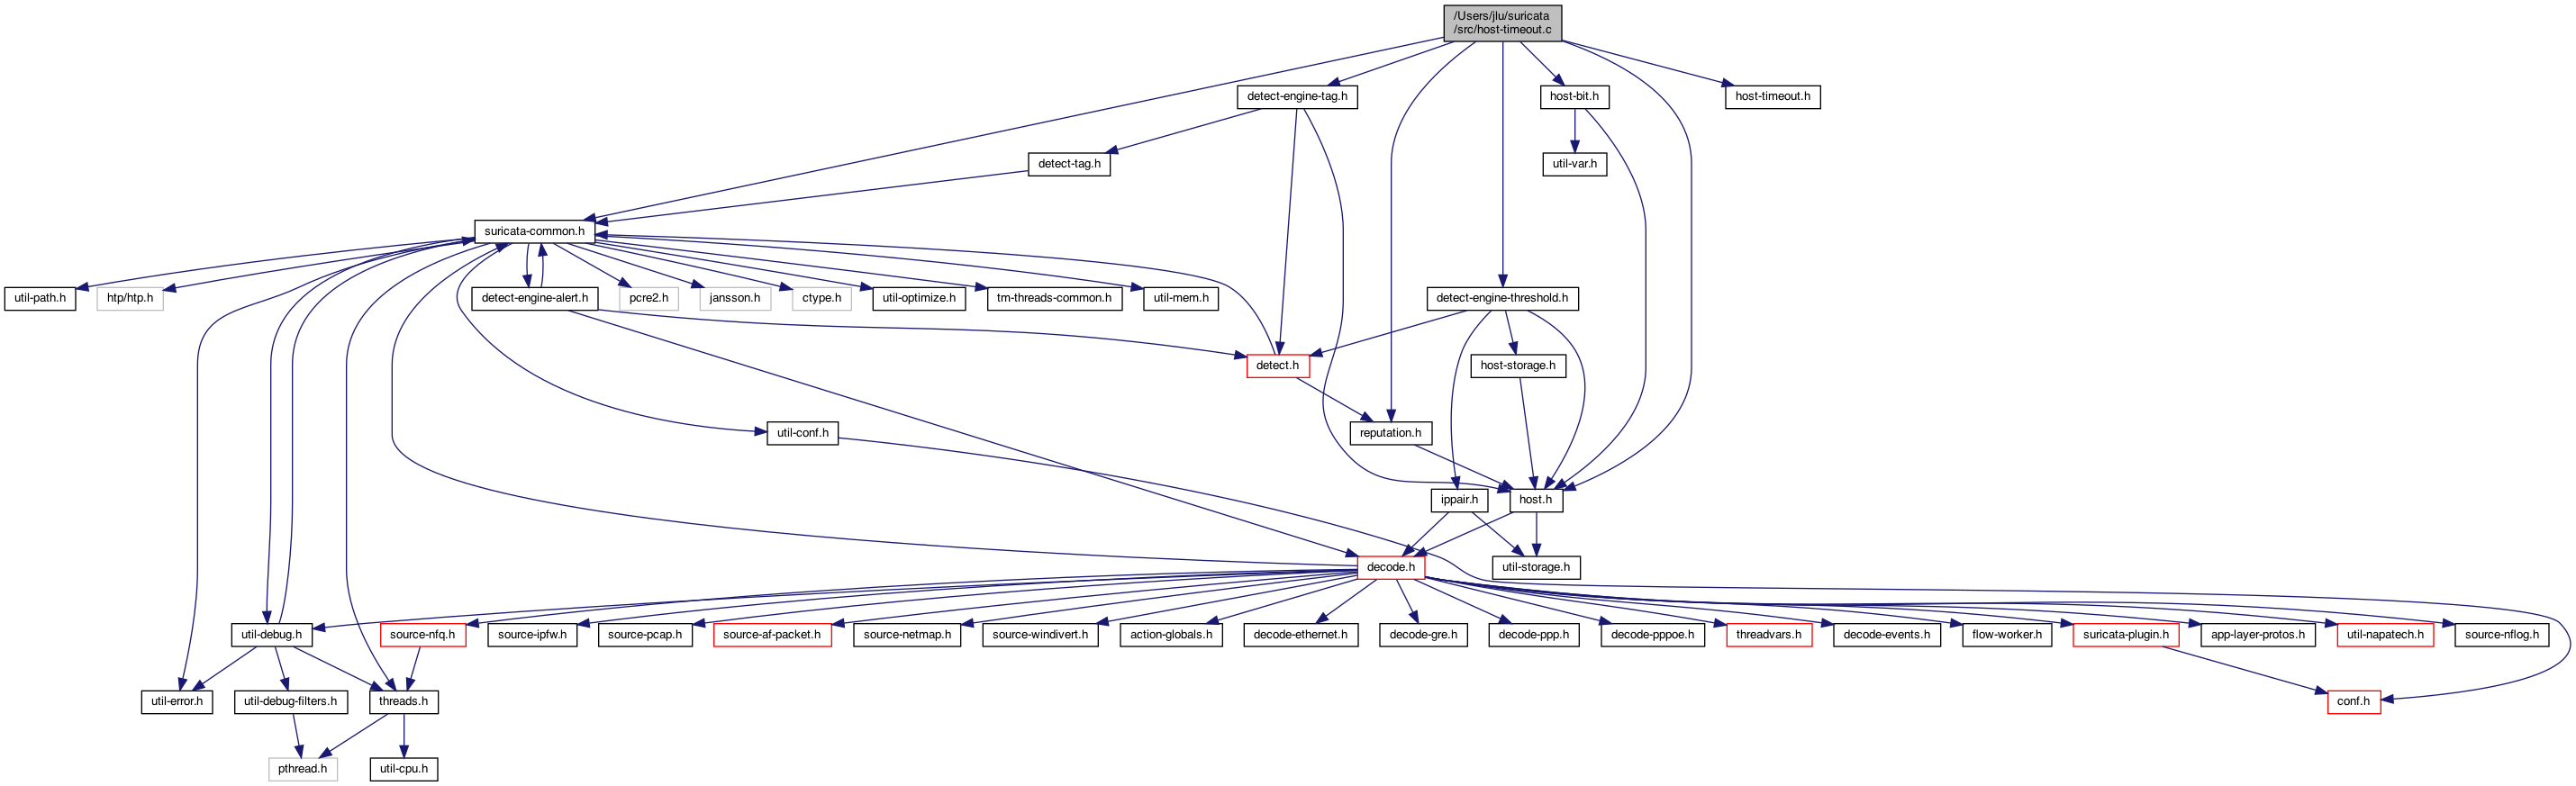 /Users/jlu/suricata
/src/host-timeout.c
detect-engine-tag.h
host-bit.h
host-timeout.h
detect-tag.h
util-var.h
suricata-common.h
util-path.h
htp/htp.h
detect-engine-alert.h
pcre2.h
jansson.h
ctype.h
util-optimize.h
tm-threads-common.h
util-mem.h
detect-engine-threshold.h
detect.h
host-storage.h
util-conf.h
reputation.h
ippair.h
host.h
decode.h
util-storage.h
util-debug.h
source-nfq.h
source-ipfw.h
source-pcap.h
source-af-packet.h
source-netmap.h
source-windivert.h
action-globals.h
decode-ethernet.h
decode-gre.h
decode-ppp.h
decode-pppoe.h
threadvars.h
decode-events.h
flow-worker.h
suricata-plugin.h
app-layer-protos.h
util-napatech.h
source-nflog.h
util-error.h
util-debug-filters.h
threads.h
conf.h
pthread.h
util-cpu.h